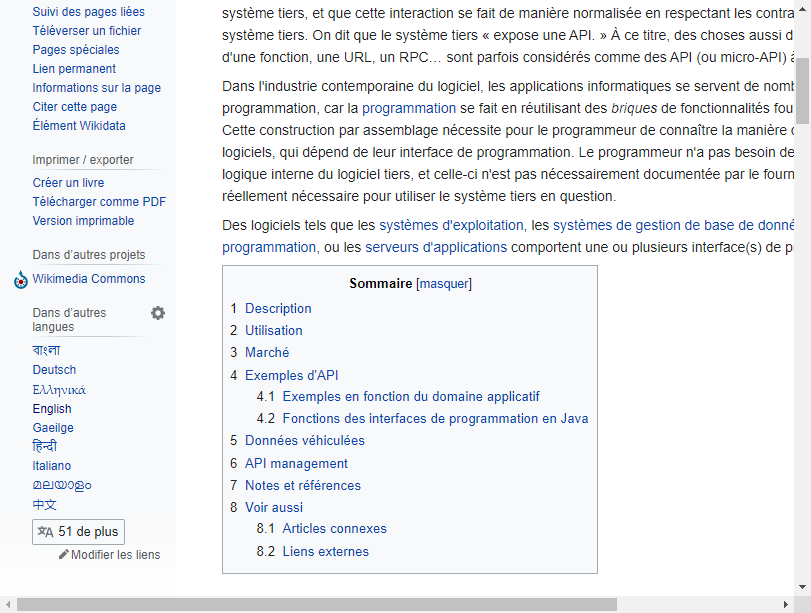 Suivi des pages liées
Téléverser un fichier
Pages spéciales
Lien permanent
Informations sur la page
Citer cette page
Élément Wikidata
Imprimer / exporter
Créer un livre
Télécharger comme PDF
Version imprimable
Dans d'autres projets
Wikimedia Commons
Dans d'autres
langues
বাংলা
Deutsch
Ελληνικά
English
Gaeilge
हिन्दी
Italiano
മലയാളം
中文
51 de plus
Modifier les liens
système tiers, et que cette interaction se fait de manière normalisée en respectant les contra
système tiers. On dit que le système tiers « expose une API. » À ce titre, des choses aussi d
d'une fonction, une URL, un RPC… sont parfois considérés comme des API (ou micro-API) à
Dans l'industrie contemporaine du logiciel, les applications informatiques se servent de nomb
programmation, car la programmation se fait en réutilisant des briques de fonctionnalités fou
Cette construction par assemblage nécessite pour le programmeur de connaître la manière
logiciels, qui dépend de leur interface de programmation. Le programmeur n'a pas besoin de
logique interne du logiciel tiers, et celle-ci n'est pas nécessairement documentée par le fourn
réellement nécessaire pour utiliser le système tiers en question.
Des logiciels tels que les systèmes d'exploitation, les systèmes de gestion de base de donné
programmation, ou les serveurs d'applications comportent une ou plusieurs interface(s) de p
Sommaire [masquer]
1 Description
2 Utilisation
3 Marché
4 Exemples d'API
4.1 Exemples en fonction du domaine applicatif
4.2 Fonctions des interfaces de programmation en Java
5 Données véhiculées
6 API management
7 Notes et références
8 Voir aussi
8.1 Articles connexes
8.2 Liens externes